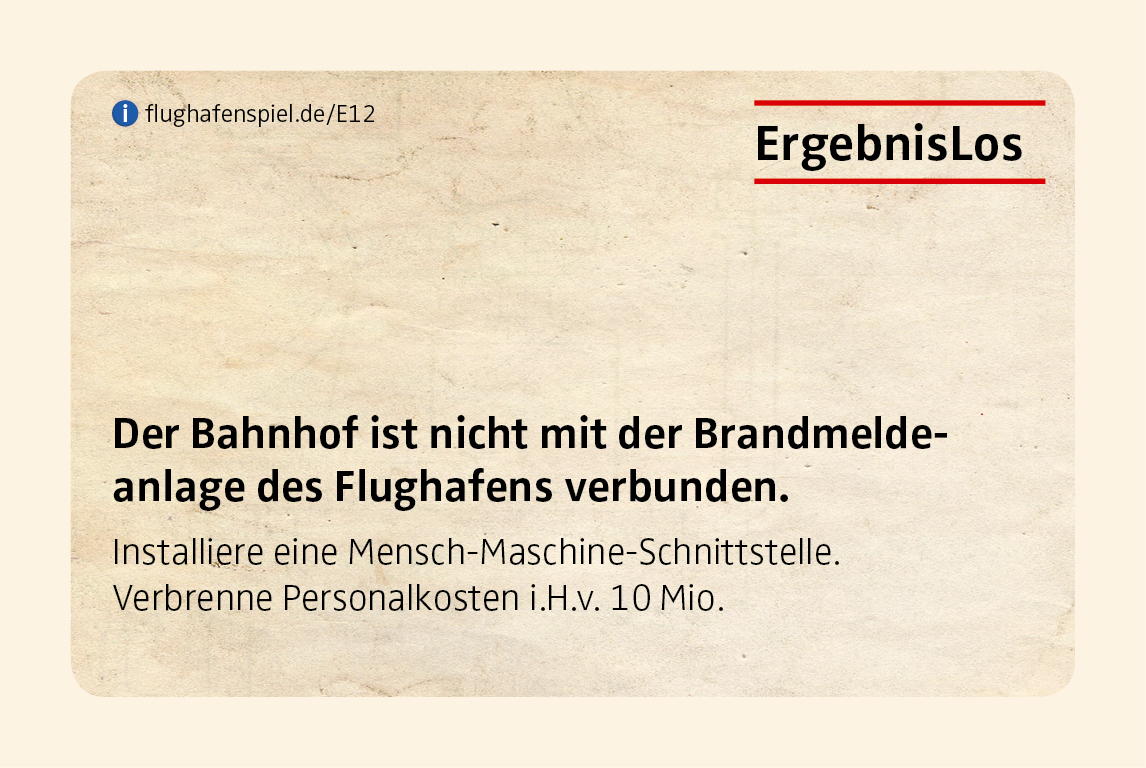 i flughafenspiel.de/E12
ErgebnisLos
Der Bahnhof ist nicht mit der Brandmelde-
anlage des Flughafens verbunden.
Installiere eine Mensch-Maschine-Schnittstelle.
Verbrenne Personalkosten i.H.v. 10 Mio.